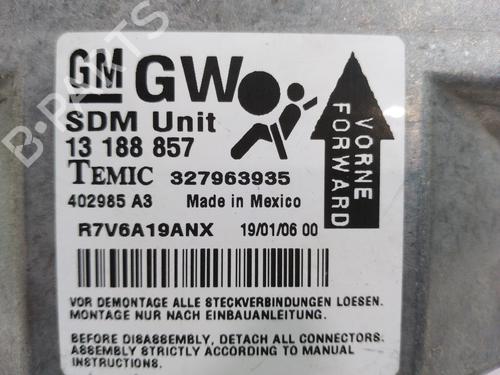 GM GW
SDM Unit
13 188 857
TEMIC 327963935
402985 A3 Made in Mexico
R7V6A19ANX 19/01/06 00
VORNE
FORWARD
VOR DEMONTAGE ALLE STECKVERBINDUNGEN LOESEN.
MONTAGE NUR NACH EINBAUANLEITUNG.
BEFORE DISASSEMBLY, DETACH ALL CONNECTORS.
ASSEMBLY STRICTLY ACCORDING TO MANUAL
INSTRUCTIONS.
B-PARTS